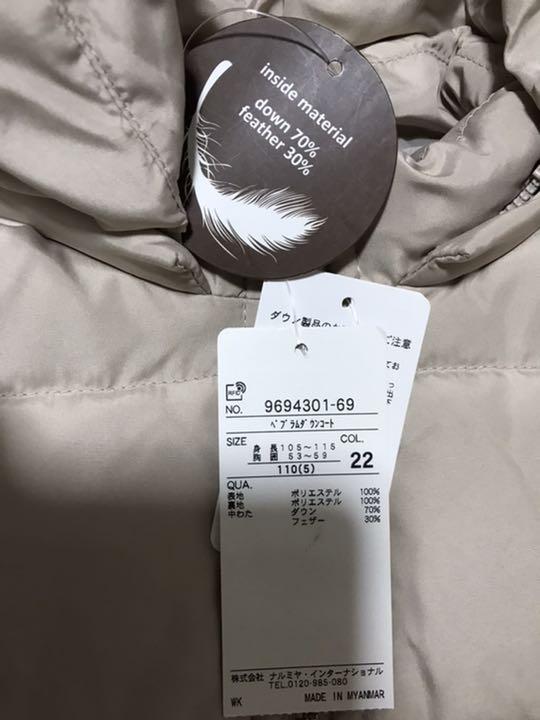 inside material
down 70%
feather 30%
ダウン製品の
ご注意
RFID
NO. 9694301-69
ペプラムダウンコート
SIZE 身長 105～115 COL.
胸囲 53～59 22
110(5)
QUA.
表地 ポリエステル 100%
裏地 ポリエステル 100%
中わた ダウン 70%
フェザー 30%
株式会社 ナルミヤ・インターナショナル
TEL.0120-985-080
WK MADE IN MYANMAR